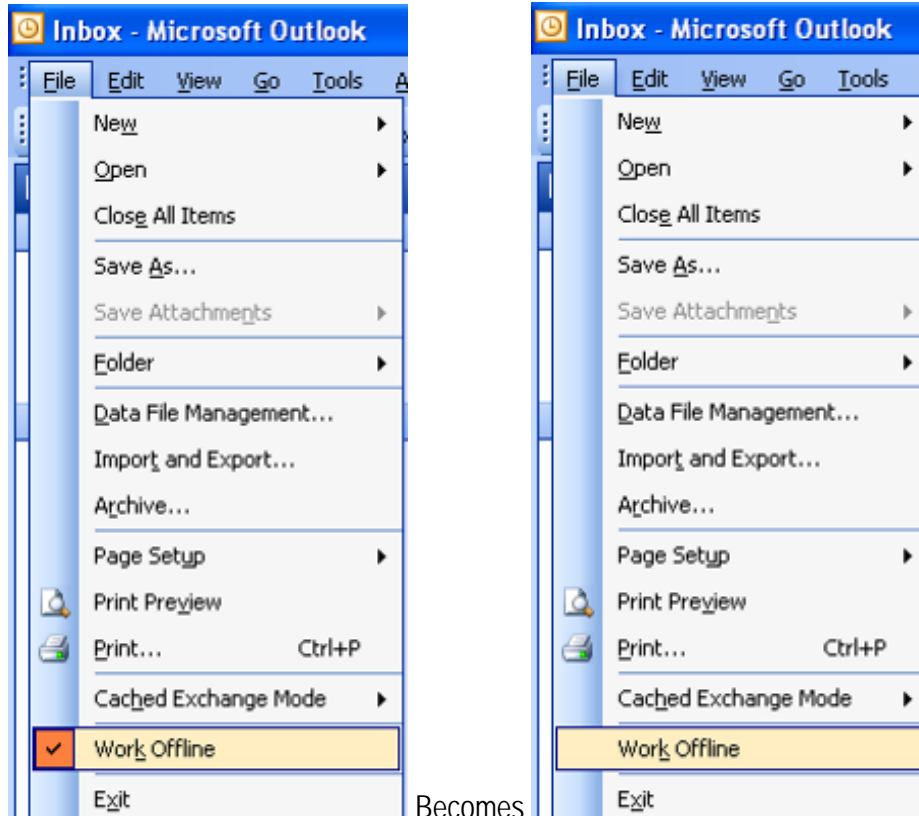 Inbox - Microsoft Outlook
File Edit View Go Tools
New
Open
Close All Items
Save As...
Save Attachments
Folder
Data File Management...
Import and Export...
Archive...
Page Setup
Print Preview
Print... Ctrl+P
Cached Exchange Mode
Work Offline
Exit
Becomes
Inbox - Microsoft Outlook
File Edit View Go Tools
New
Open
Close All Items
Save As...
Save Attachments
Folder
Data File Management...
Import and Export...
Archive...
Page Setup
Print Preview
Print... Ctrl+P
Cached Exchange Mode
Work Offline
Exit